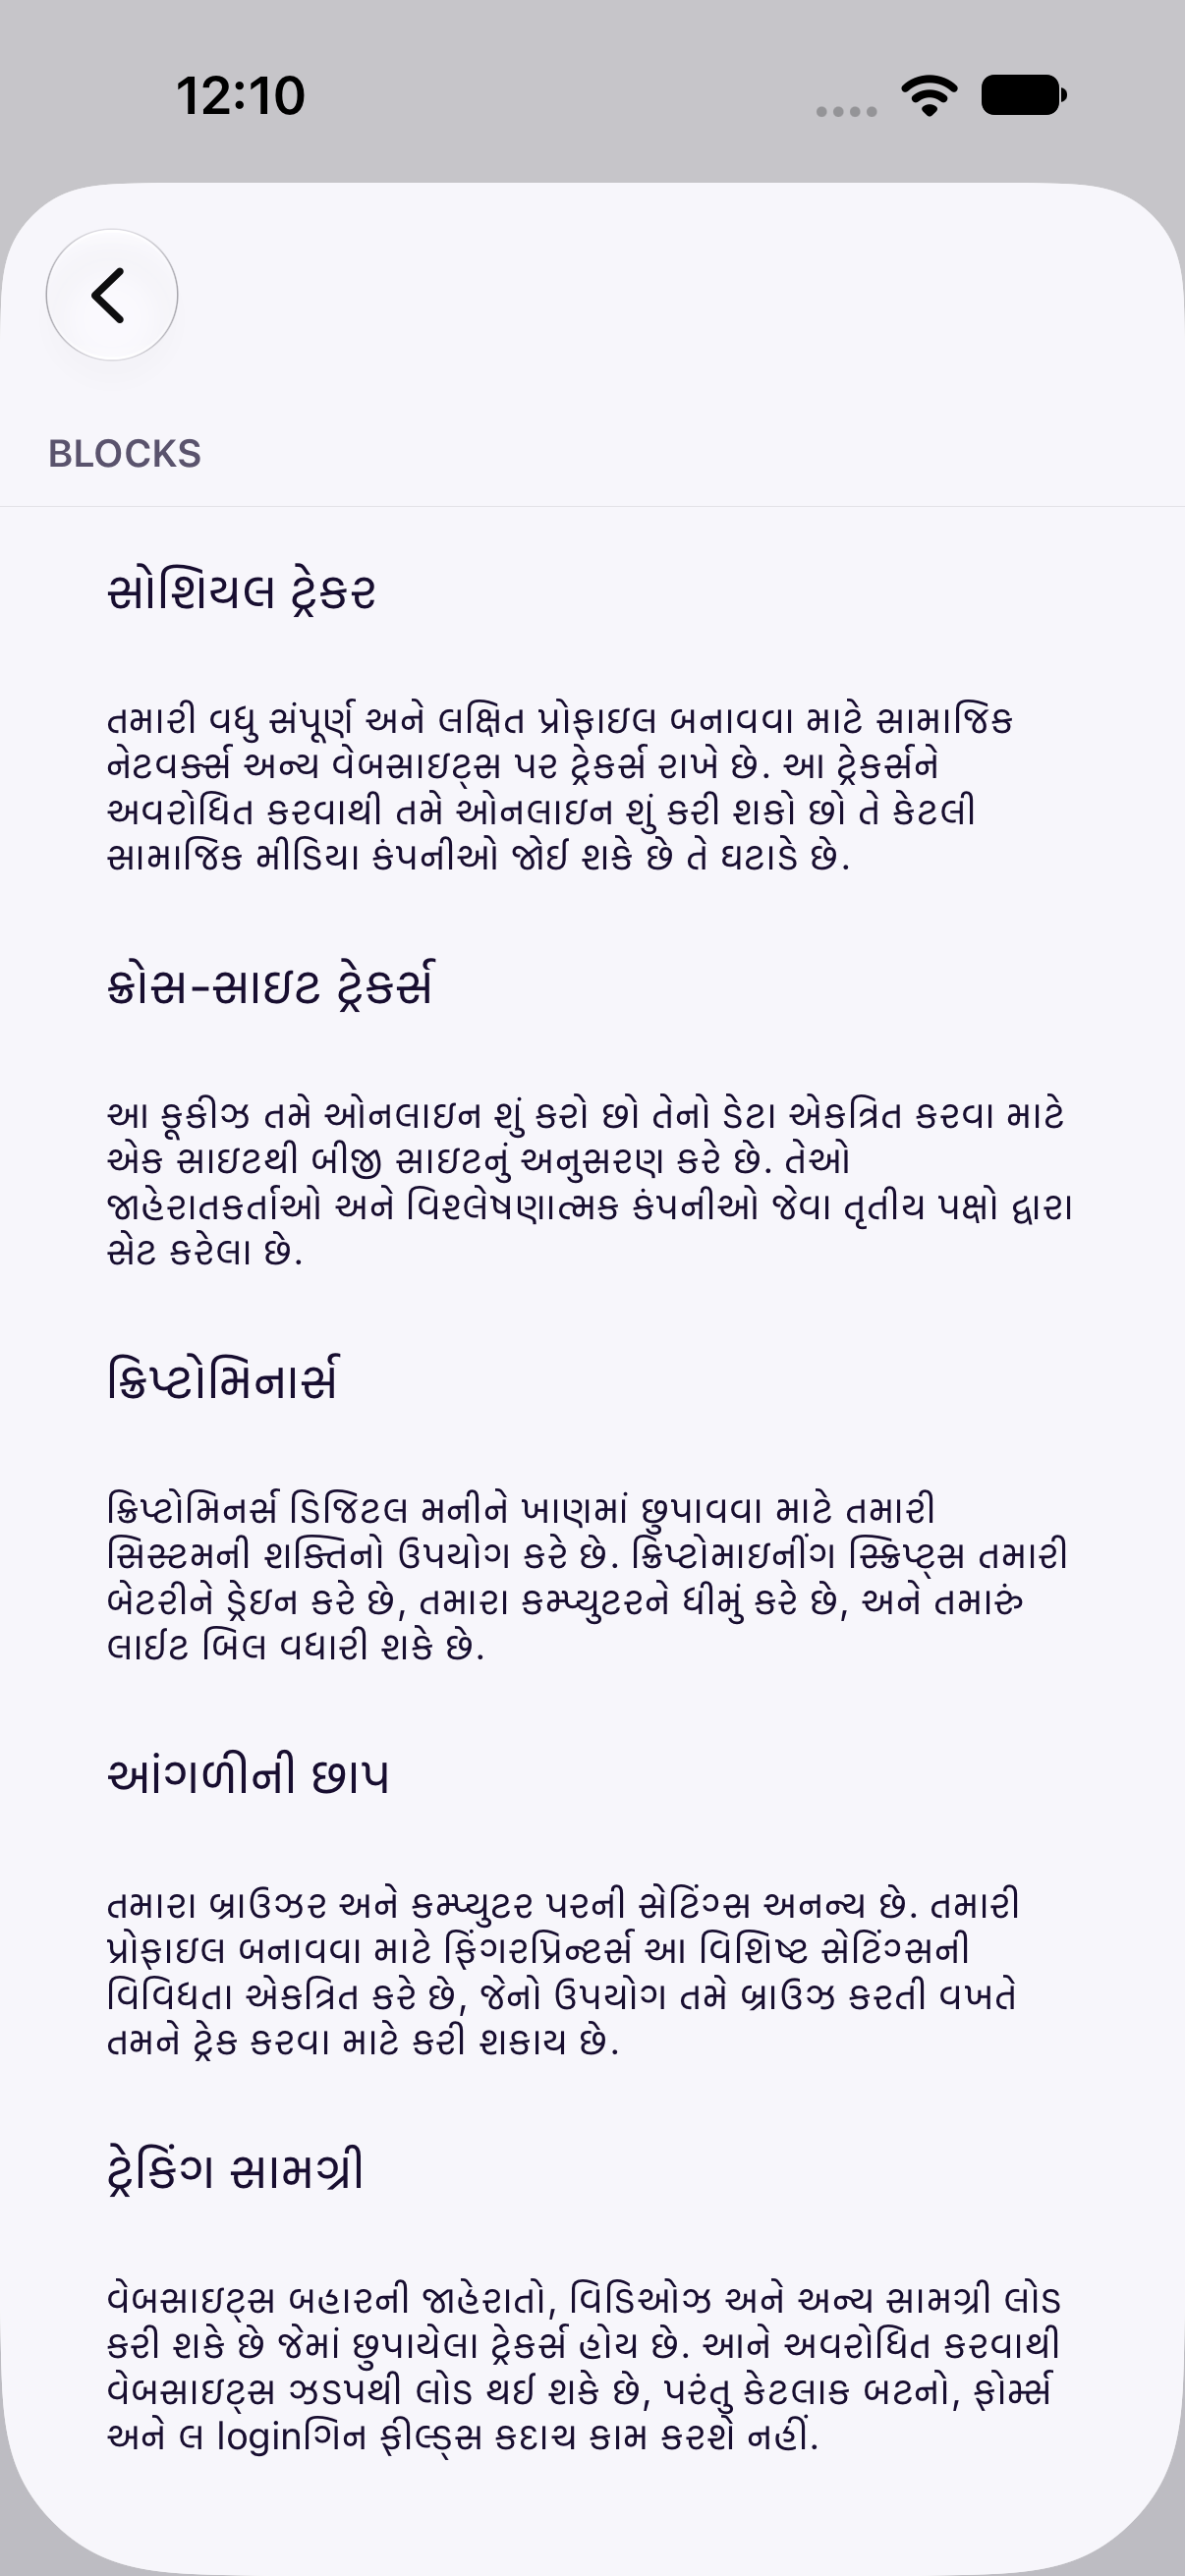 12:10
BLOCKS
સોશિયલ ટ્રેકર
તમારી વધુ સંપૂર્ણ અને લક્ષિત પ્રોફાઇલ બનાવવા માટે સામાજિક
નેટવર્ક્સ અન્ય વેબસાઇટ્સ પર ટ્રેકર્સ રાખે છે. આ ટ્રેકર્સને
અવરોધિત કરવાથી તમે ઓનલાઇન શું કરી શકો છો તે કેટલી
સામાજિક મીડિયા કંપનીઓ જોઈ શકે છે તે ઘટાડે છે.
ક્રોસ-સાઇટ ટ્રેકર્સ
આ કૂકીઝ તમે ઓનલાઇન શું કરો છો તેનો ડેટા એકત્રિત કરવા માટે
એક સાઇટથી બીજી સાઇટનું અનુસરણ કરે છે. તેઓ
જાહેરાતકર્તાઓ અને વિશ્લેષણાત્મક કંપનીઓ જેવા તૃતીય પક્ષો દ્વારા
સેટ કરેલા છે.
ક્રિપ્ટોમિનાર્સ
ક્રિપ્ટોમિનર્સ ડિજિટલ મનીને ખાણમાં છુપાવવા માટે તમારી
સિસ્ટમની શક્તિનો ઉપયોગ કરે છે. ક્રિપ્ટોમાઇનીંગ સ્ક્રિપ્ટ્સ તમારી
બેટરીને ડ્રેઇન કરે છે, તમારા કમ્પ્યુટરને ધીમું કરે છે, અને તમારું
લાઈટ બિલ વધારી શકે છે.
આંગળીની છાપ
તમારા બ્રાઉઝર અને કમ્પ્યુટર પરની સેટિંગ્સ અનન્ય છે. તમારી
પ્રોફાઇલ બનાવવા માટે ફિંગરપ્રિન્ટર્સ આ વિશિષ્ટ સેટિંગ્સની
વિવિધતા એકત્રિત કરે છે, જેનો ઉપયોગ તમે બ્રાઉઝ કરતી વખતે
તમને ટ્રેક કરવા માટે કરી શકાય છે.
ટ્રેકિંગ સામગ્રી
વેબસાઇટ્સ બહારની જાહેરાતો, વિડિઓઝ અને અન્ય સામગ્રી લોડ
કરી શકે છે જેમાં છુપાયેલા ટ્રેકર્સ હોય છે. આને અવરોધિત કરવાથી
વેબસાઇટ્સ ઝડપથી લોડ થઈ શકે છે, પરંતુ કેટલાક બટનો, ફોર્મ્સ
અને લ loginગિન ફીલ્ડ્સ કદાચ કામ કરશે નહીં.